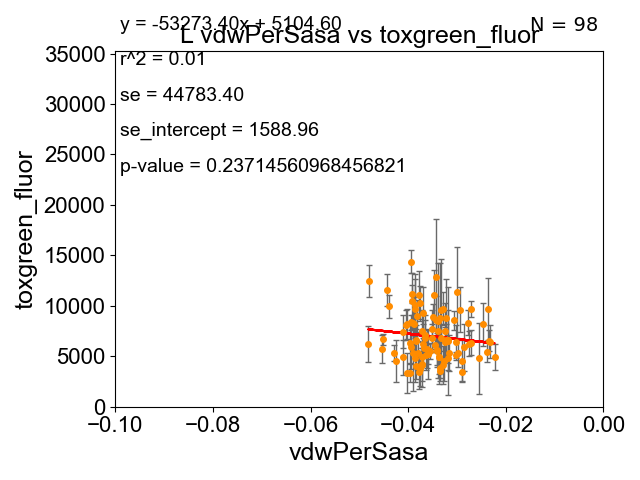 y = -53273.40x + 5104.60
N = 98
L vdwPerSasa vs toxgreen_fluor
r^2 = 0.01
se = 44783.40
se_intercept = 1588.96
p-value = 0.23714560968456821
35000
30000
25000
20000
15000
10000
5000
0
toxgreen_fluor
−0.10 −0.08 −0.06 −0.04 −0.02 0.00
vdwPerSasa